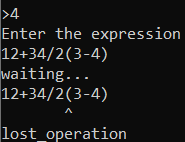 >4
Enter the expression
12+34/2(3-4)
waiting...
12+34/2(3-4)
^
lost_operation